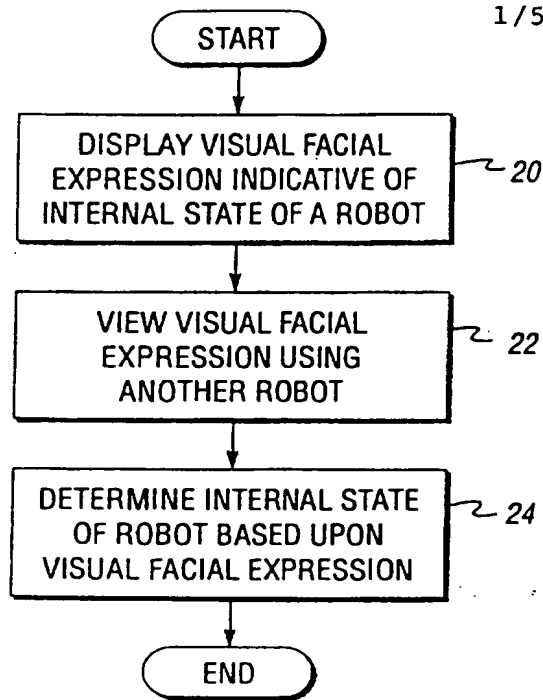 1/5
START
DISPLAY VISUAL FACIAL
EXPRESSION INDICATIVE OF
INTERNAL STATE OF A ROBOT
20
VIEW VISUAL FACIAL
EXPRESSION USING
ANOTHER ROBOT
22
DETERMINE INTERNAL STATE
OF ROBOT BASED UPON
VISUAL FACIAL EXPRESSION
24
END